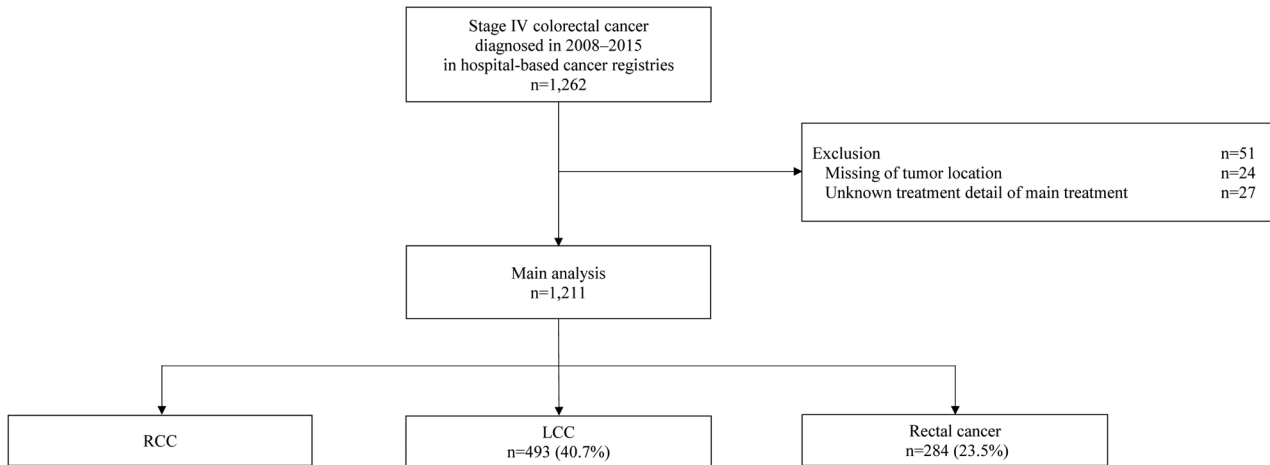 Stage IV colorectal cancer
diagnosed in 2008–2015
in hospital-based cancer registries
n=1,262
Exclusion n=51
Missing of tumor location n=24
Unknown treatment detail of main treatment n=27
Main analysis
n=1,211
RCC
LCC
n=493 (40.7%)
Rectal cancer
n=284 (23.5%)